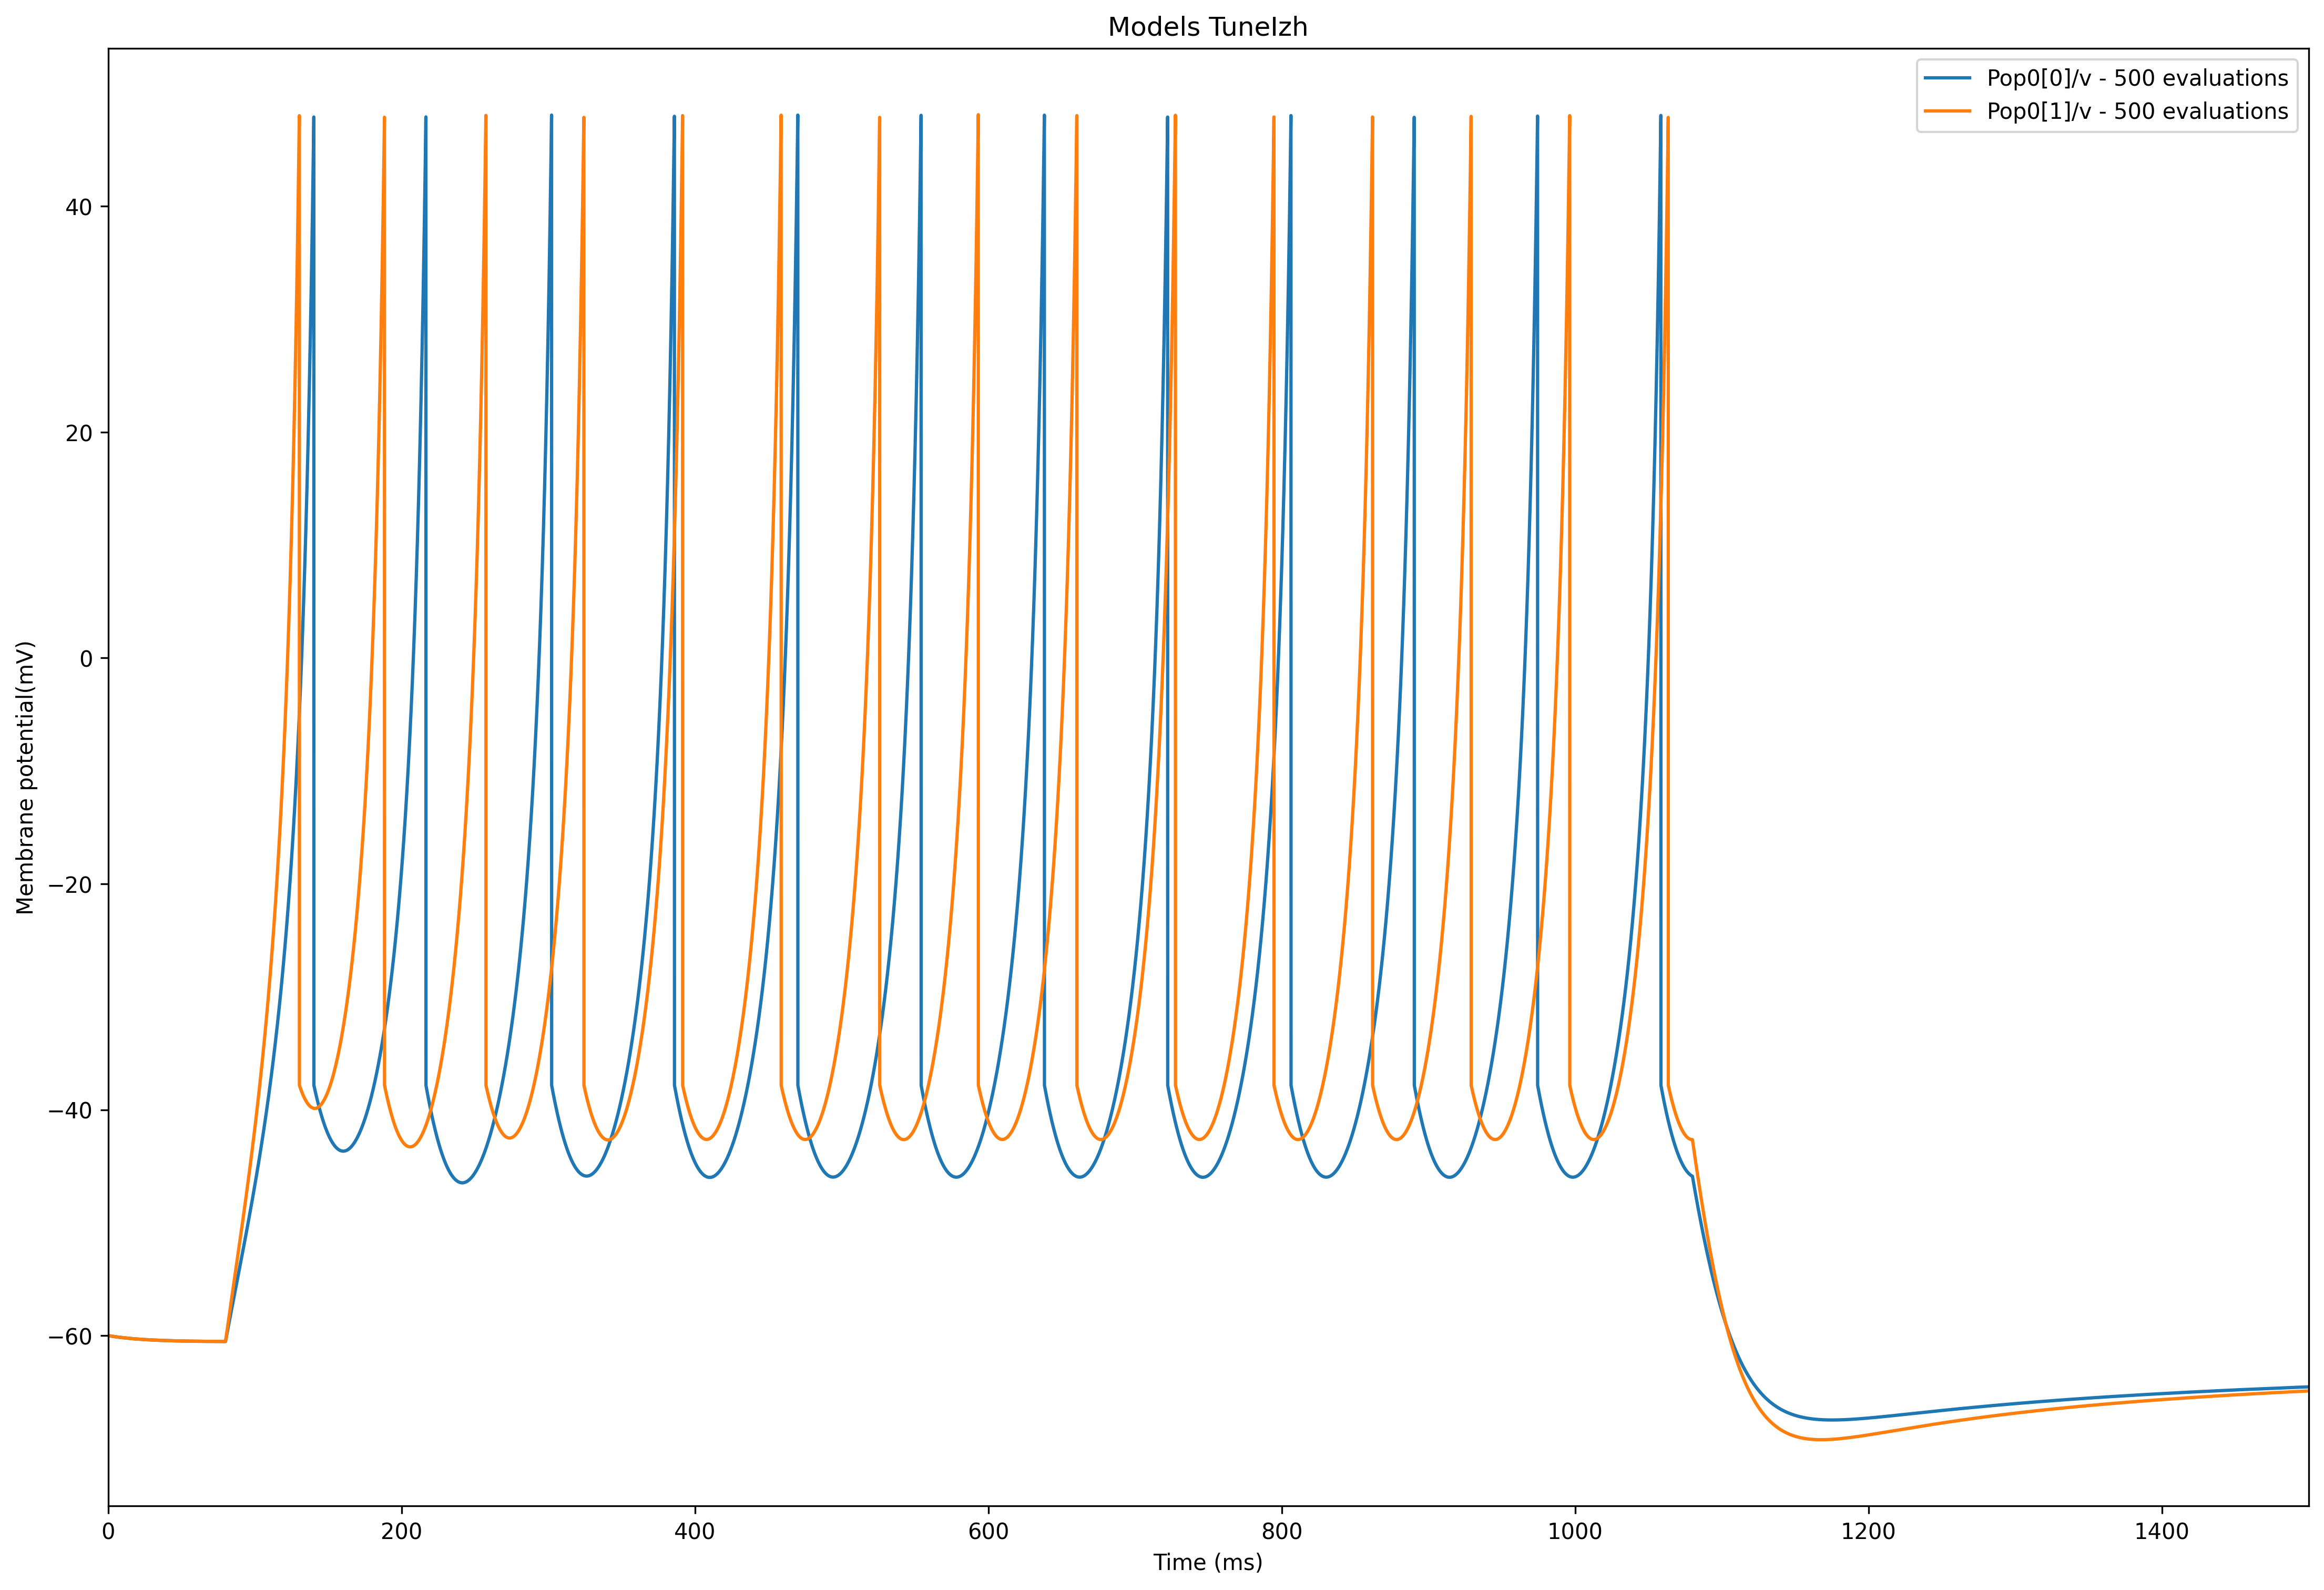 Models TuneIzh
Pop0[0]/v - 500 evaluations
Pop0[1]/v - 500 evaluations
40
20
0
−20
−40
−60
Membrane potential(mV)
0 200 400 600 800 1000 1200 1400
Time (ms)